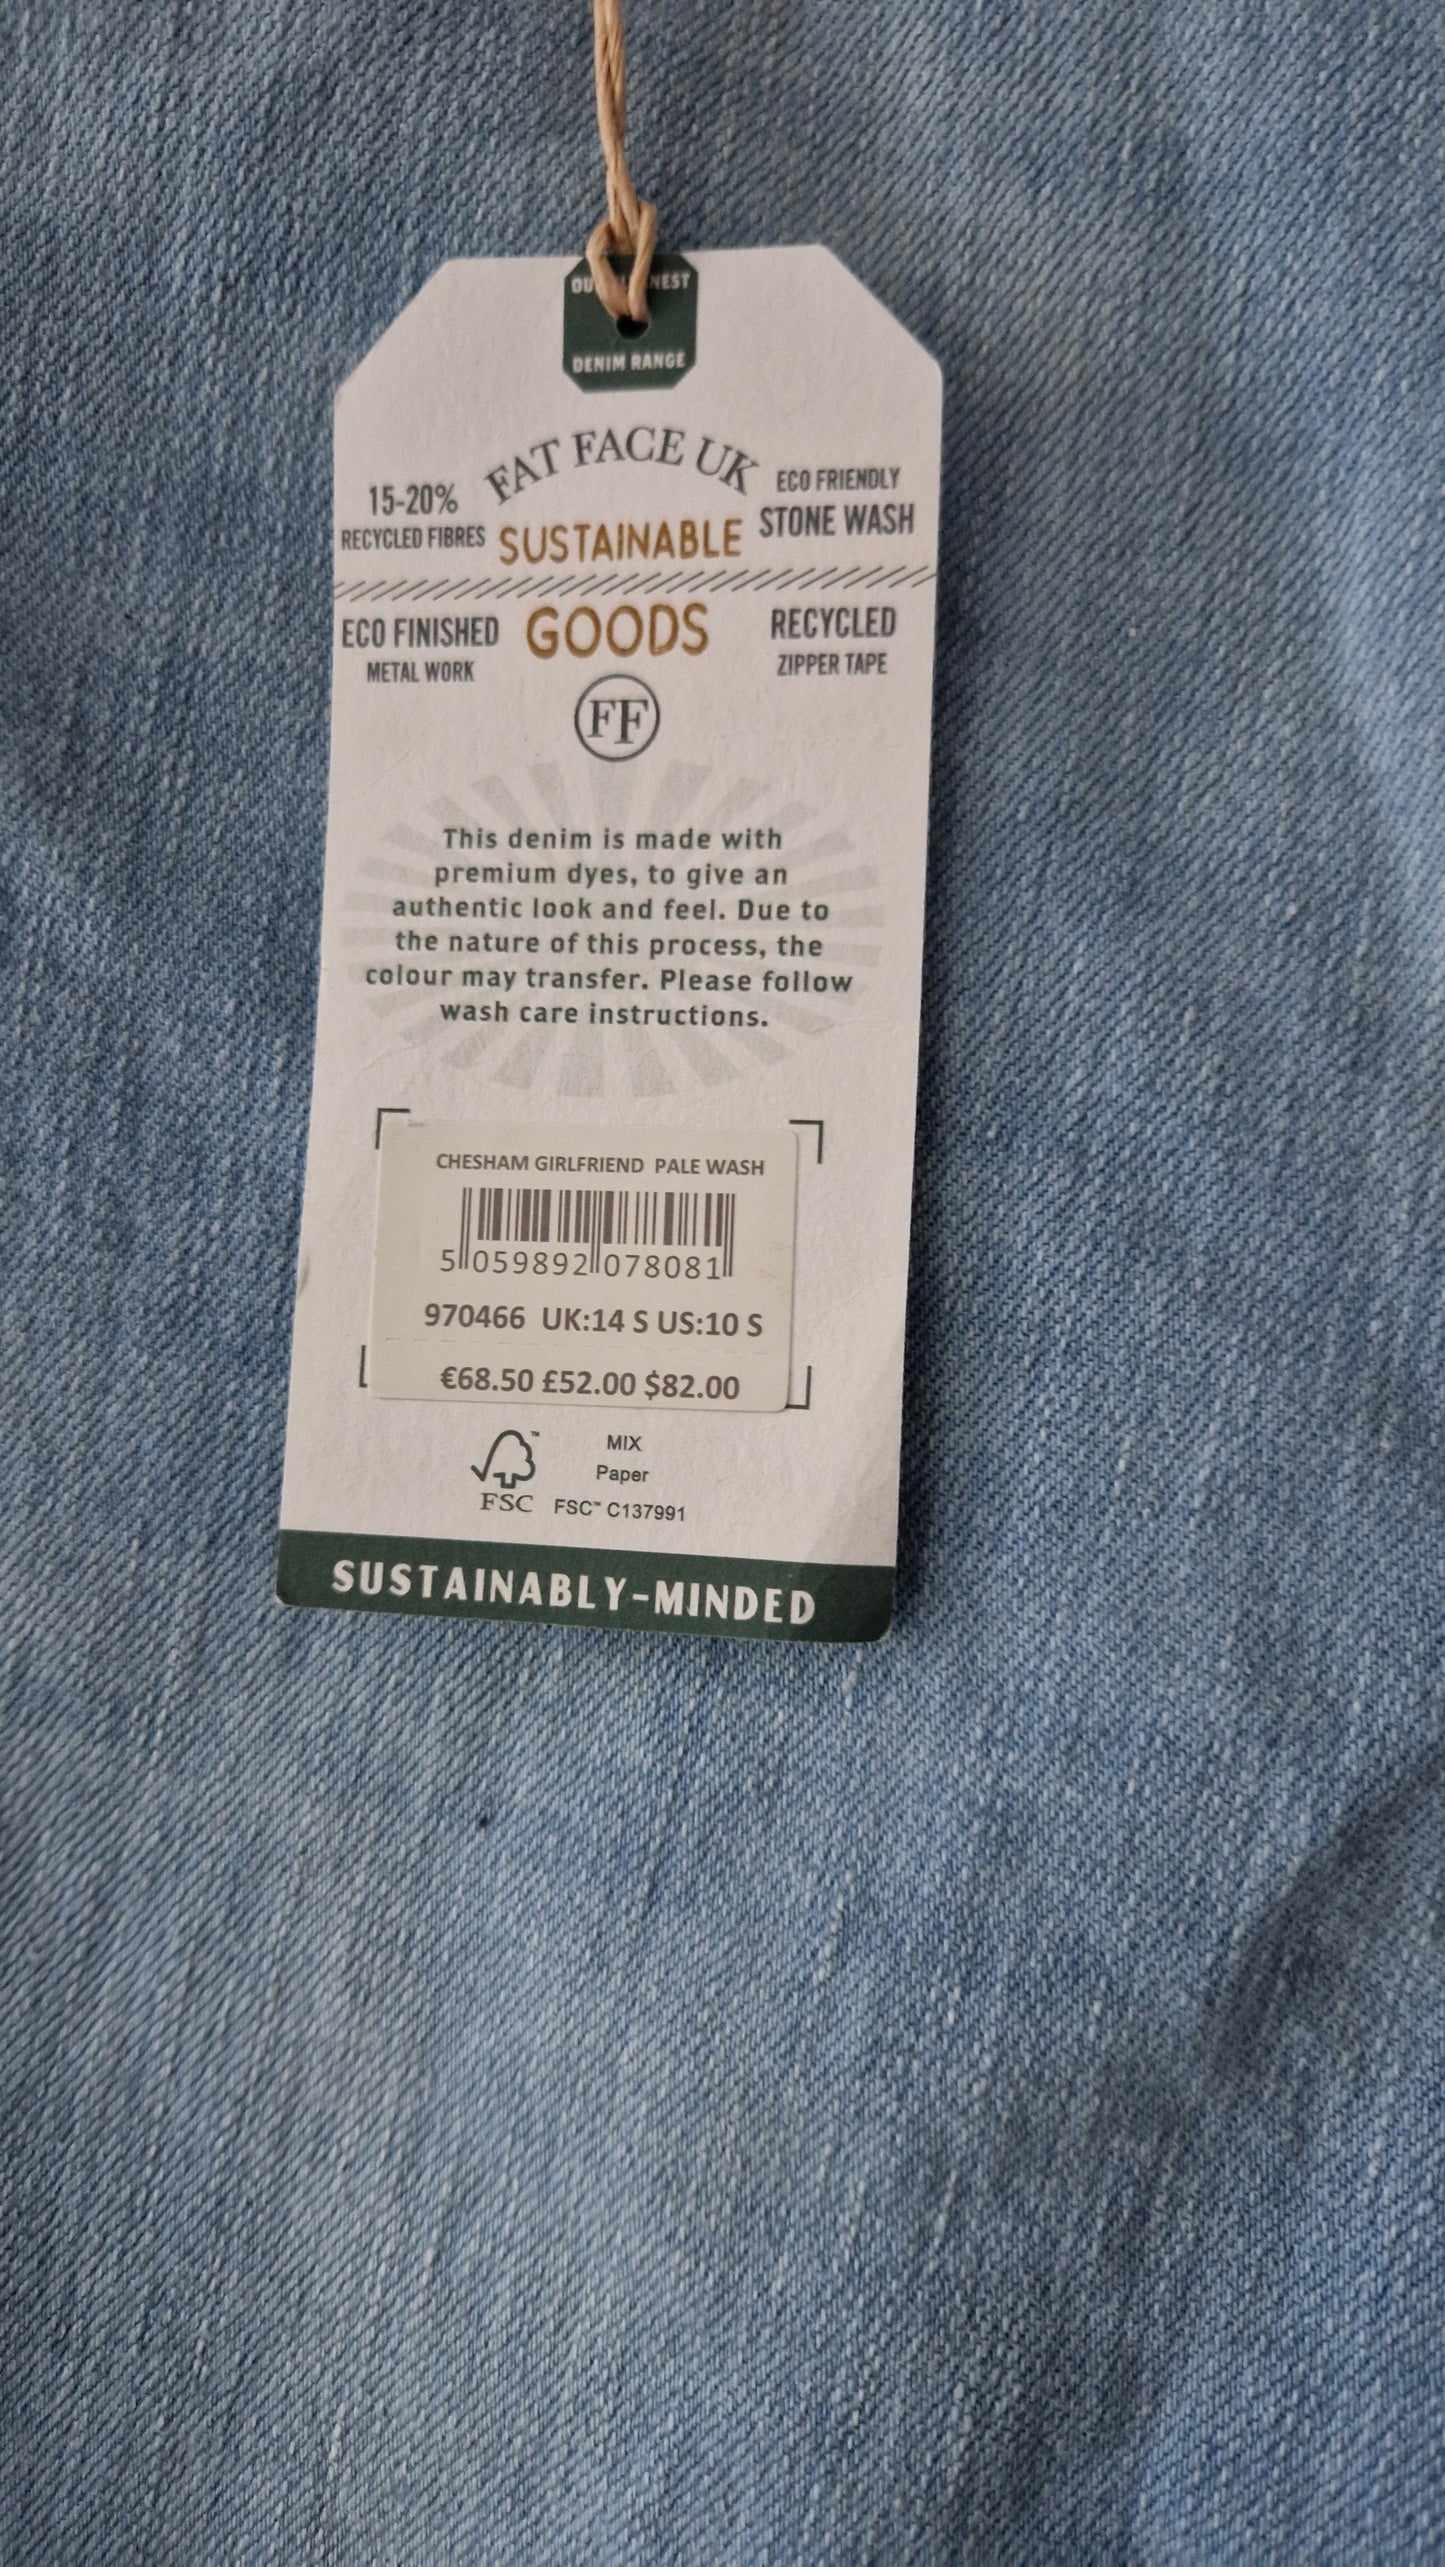 DENIM RANGE
FAT FACE UK
15-20%
RECYCLED FIBRES
SUSTAINABLE
ECO FRIENDLY
STONE WASH
ECO FINISHED
METAL WORK
GOODS
RECYCLED
ZIPPER TAPE
FF
This denim is made with
premium dyes, to give an
authentic look and feel. Due to
the nature of this process, the
colour may transfer. Please follow
wash care instructions.
CHESHAM GIRLFRIEND PALE WASH
5 059892 078081
970466 UK:14 S US:10 S
€68.50 £52.00 $82.00
MIX
Paper
FSC FSC™ C137991
SUSTAINABLY-MINDED